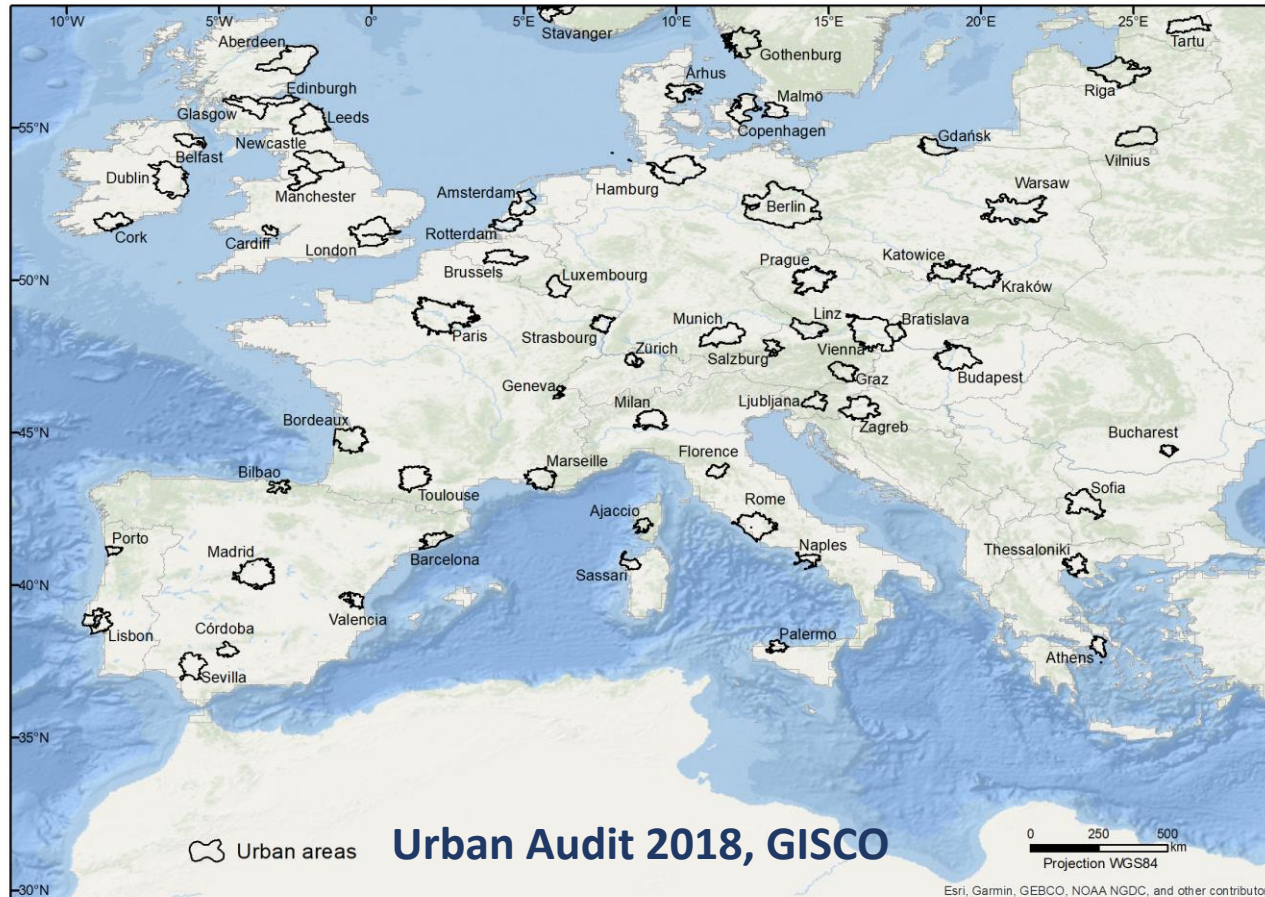 10°W 5°W 0° 5°E 10°E 15°E 20°E 25°E
Aberdeen
Stavanger
Gothenburg
Tartu
Arhus
Riga
Edinburgh
Glasgow
Leeds
Malmö
Copenhagen
55°N
Newcastle
Belfast
Gdańsk
Vilnius
Dublin
Hamburg
Warsaw
Manchester
Amsterdam
Berlin
Cork
Cardiff
London
Rotterdam
Brussels
Luxembourg
Prague
Katowice
50°N
Kraków
Paris
Strasbourg
Munich
Linz
Bratislava
Zürich
Salzburg
Vienna
Budapest
Geneva
Graz
Milan
Ljubljana
Bordeaux
Zagreb
45°N
Bucharest
Florence
Bilbao
Marseille
Toulouse
Sofia
Rome
Ajaccio
Porto
Madrid
Barcelona
Naples
Thessaloniki
Sassari
40°N
Lisbon
Valencia
Córdoba
Palermo
Athens
Sevilla
35°N
Urban areas
Urban Audit 2018, GISCO
0 250 500
km
Projection WGS84
30°N
Esri, Garmin, GEBCO, NOAA NGDC, and other contributor